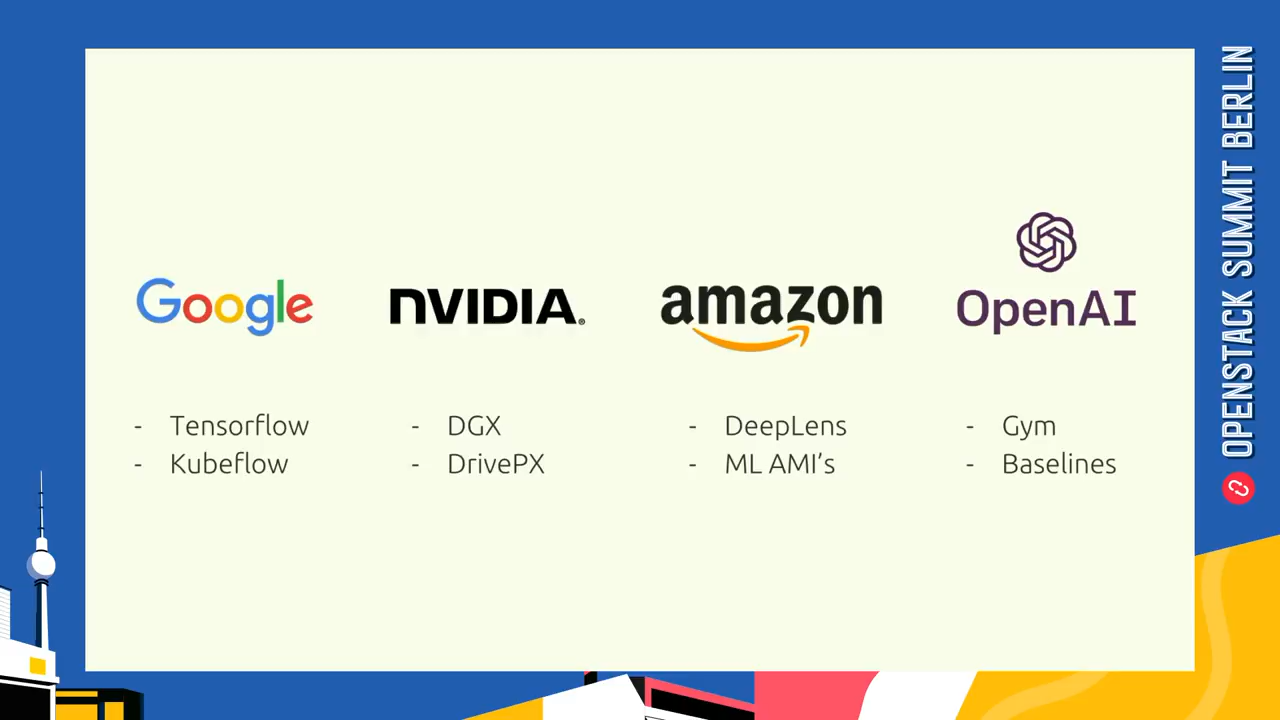 Google
- Tensorflow
- Kubeflow
NVIDIA®
- DGX
- DrivePX
amazon
- DeepLens
- ML AMI's
OpenAI
- Gym
- Baselines
OPENSTACK SUMMIT BERLIN